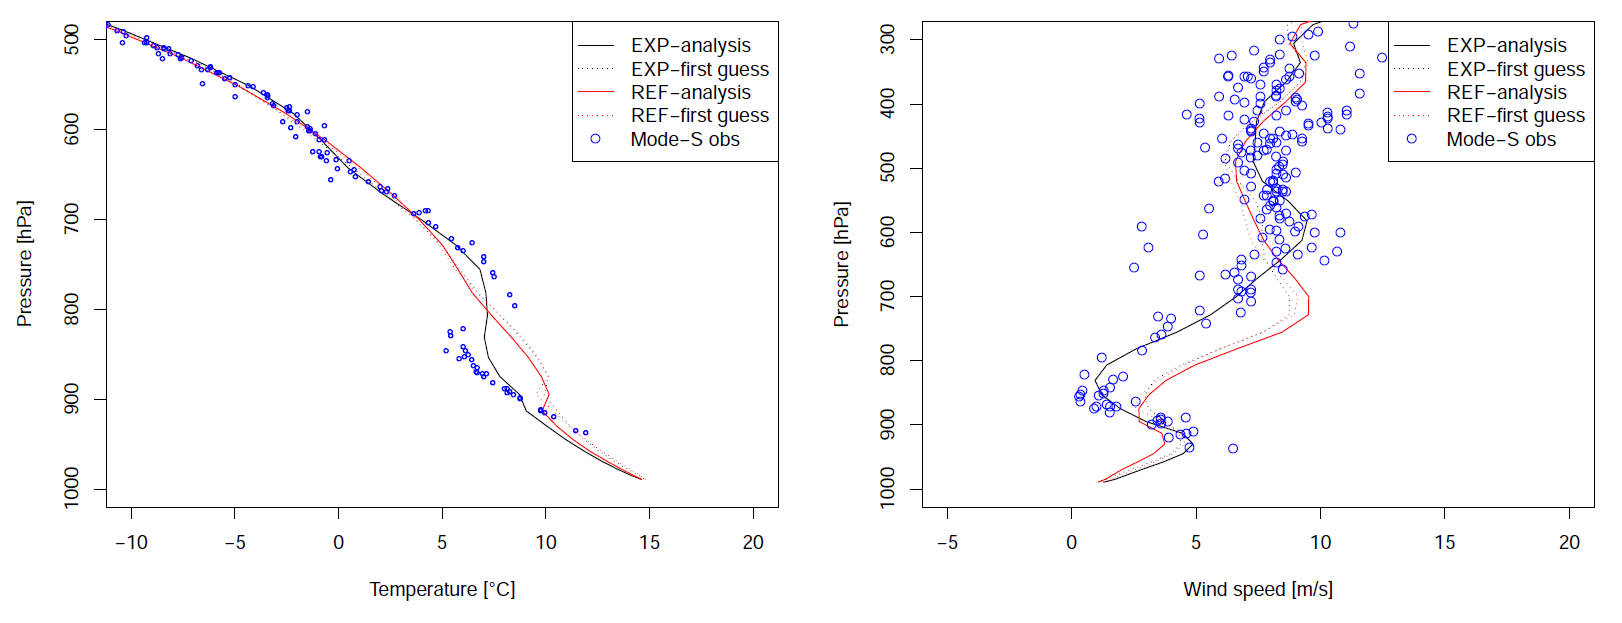 500
600
700
800
900
1000
Pressure [hPa]
−10
−5
0
5
10
15
20
Temperature [°C]
EXP−analysis
EXP−first guess
REF−analysis
REF−first guess
Mode−S obs
300
400
500
600
700
800
900
1000
Pressure [hPa]
−5
0
5
10
15
20
Wind speed [m/s]
EXP−analysis
EXP−first guess
REF−analysis
REF−first guess
Mode−S obs